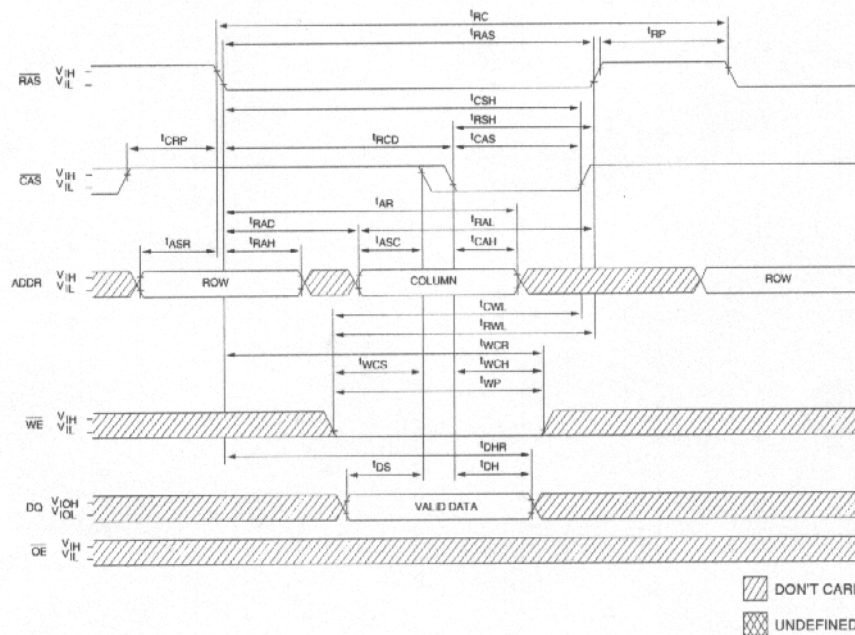 tRC
tRAS
tRP
RAS VIH VIL
tCSH
tRSH
tCRP tRCD tCAS
CAS VIH VIL
tAR
tRAD tRAL
tASR tRAH tASC tCAH
ADDR VIH VIL ROW COLUMN ROW
tCWL
tRWL
tWCR
tWCS tWCH
tWP
WE VIH VIL
tDHR
tDS tDH
DQ VIOH VIOL VALID DATA
OE VIH VIL
DON'T CARE
UNDEFINED